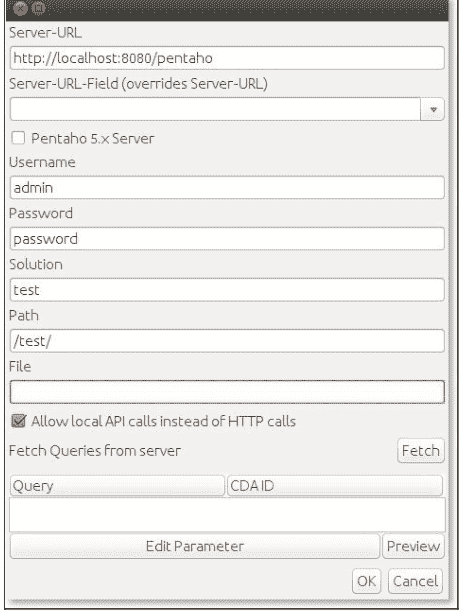 Server-URL
http://localhost:8080/pentaho
Server-URL-Field (overrides Server-URL)
Pentaho 5.x Server
Username
admin
Password
password
Solution
test
Path
/test/
File
Allow local API calls instead of HTTP calls
Fetch Queries from server Fetch
Query CDA ID
Edit Parameter Preview
OK Cancel